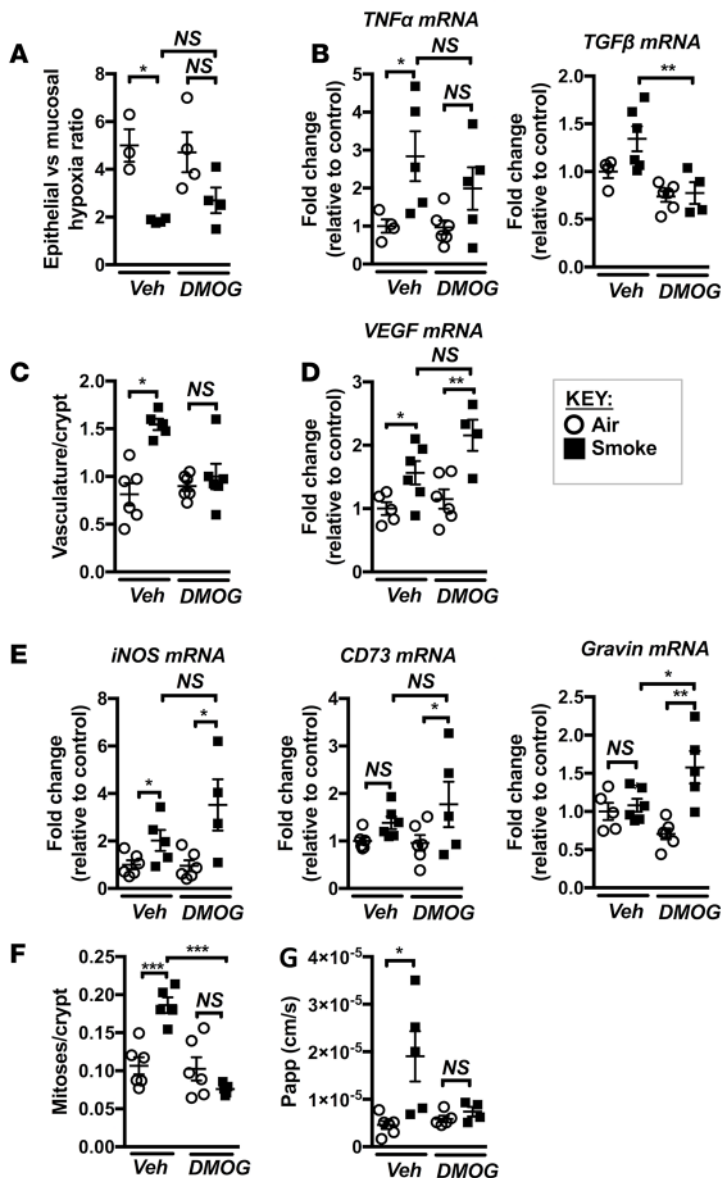 A
NS
*
NS
Epithelial vs mucosal
hypoxia ratio
8
6
4
2
0
Veh
DMOG
B
TNFα mRNA
NS
*
NS
Fold change
(relative to control)
5
4
3
2
1
0
Veh
DMOG
TGFβ mRNA
**
Fold change
(relative to control)
2.0
1.5
1.0
0.5
0.0
Veh
DMOG
C
*
NS
Vasculature/crypt
2.0
1.5
1.0
0.5
0.0
Veh
DMOG
D
VEGF mRNA
NS
*
**
Fold change
(relative to control)
3
2
1
0
Veh
DMOG
KEY:
Air
Smoke
E
iNOS mRNA
NS
*
*
Fold change
(relative to control)
8
6
4
2
0
Veh
DMOG
CD73 mRNA
NS
NS
*
Fold change
(relative to control)
4
3
2
1
0
Veh
DMOG
Gravin mRNA
*
NS
**
Fold change
(relative to control)
2.5
2.0
1.5
1.0
0.5
0.0
Veh
DMOG
F
***
***
NS
Mitoses/crypt
0.25
0.20
0.15
0.10
0.05
0.00
Veh
DMOG
G
*
NS
Papp (cm/s)
4×10-5
3×10-5
2×10-5
1×10-5
0
Veh
DMOG